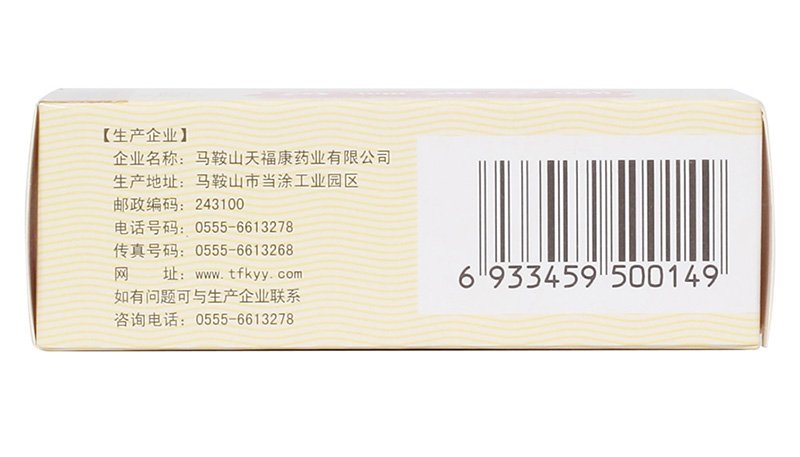 【生产企业】
企业名称：马鞍山天福康药业有限公司
生产地址：马鞍山市当涂工业园区
邮政编码：243100
电话号码：0555-6613278
传真号码：0555-6613268
网　　址：www.tfkyy.com
如有问题可与生产企业联系
咨询电话：0555-6613278
6 933459 500149